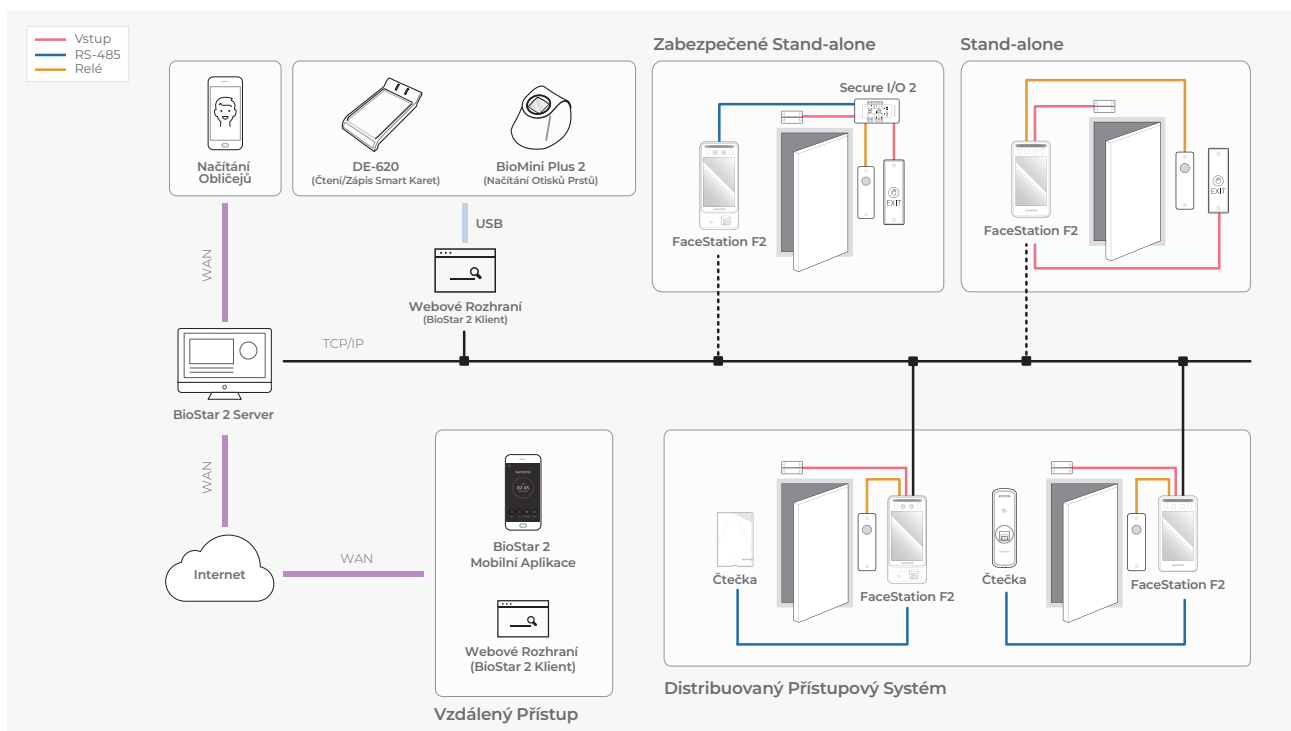 Vstup
RS-485
Relé
Zabezpečené Stand-alone
Stand-alone
Načítání
Obličejů
DE-620
(Čtení/Zápis Smart Karet)
BioMini Plus 2
(Načítání Otisků Prstů)
Secure I/O 2
EXIT
FaceStation F2
EXIT
FaceStation F2
USB
WAN
Webové Rozhraní
(BioStar 2 Klient)
TCP/IP
BioStar 2 Server
WAN
Internet
WAN
02:45
BioStar 2
Mobilní Aplikace
Webové Rozhraní
(BioStar 2 Klient)
Vzdálený Přístup
Čtečka
FaceStation F2
Čtečka
FaceStation F2
Distribuovaný Přístupový Systém